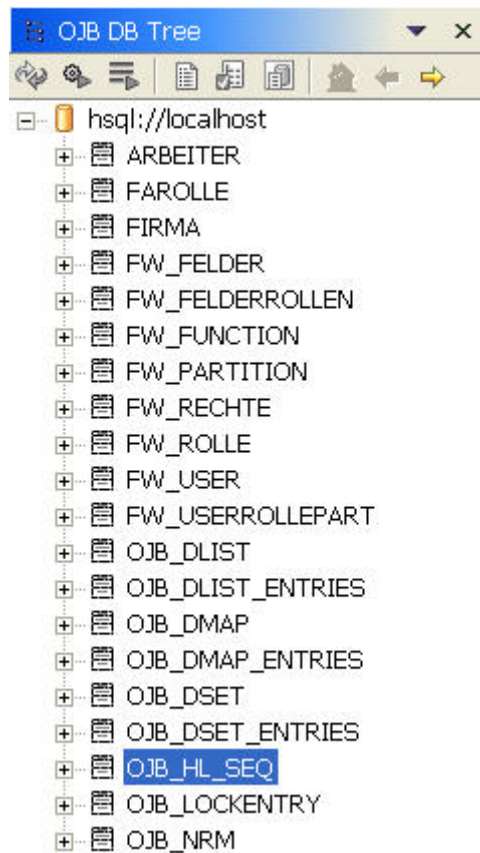 OJB DB Tree
hsql://localhost
ARBEITER
FAROLLE
FIRMA
FW_FELDER
FW_FELDERROLLEN
FW_FUNCTION
FW_PARTITION
FW_RECHTE
FW_ROLLE
FW_USER
FW_USERROLLEPART
OJB_DLIST
OJB_DLIST_ENTRIES
OJB_DMAP
OJB_DMAP_ENTRIES
OJB_DSET
OJB_DSET_ENTRIES
OJB_HL_SEQ
OJB_LOCKENTRY
OJB_NRM